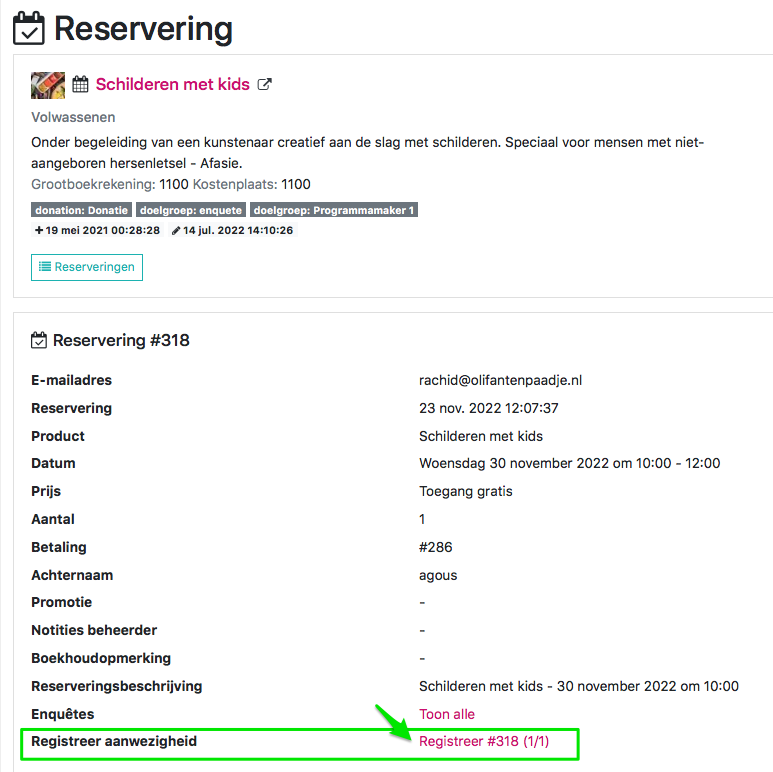 Reservering
Schilderen met kids
Volwassenen
Onder begeleiding van een kunstenaar creatief aan de slag met schilderen. Speciaal voor mensen met niet-
aangeboren hersenletsel - Afasie.
Grootboekrekening: 1100 Kostenplaats: 1100
donation: Donatie doelgroep: enquete doelgroep: Programmamaker 1
19 mei 2021 00:28:28 14 jul. 2022 14:10:26
Reserveringen
Reservering #318
E-mailadres rachid@olifantenpaadje.nl
Reservering 23 nov. 2022 12:07:37
Product Schilderen met kids
Datum Woensdag 30 november 2022 om 10:00 - 12:00
Prijs Toegang gratis
Aantal 1
Betaling #286
Achternaam agous
Promotie -
Notities beheerder -
Boekhoudopmerking -
Reserveringsbeschrijving Schilderen met kids - 30 november 2022 om 10:00
Enquêtes Toon alle
Registreer aanwezigheid Registreer #318 (1/1)